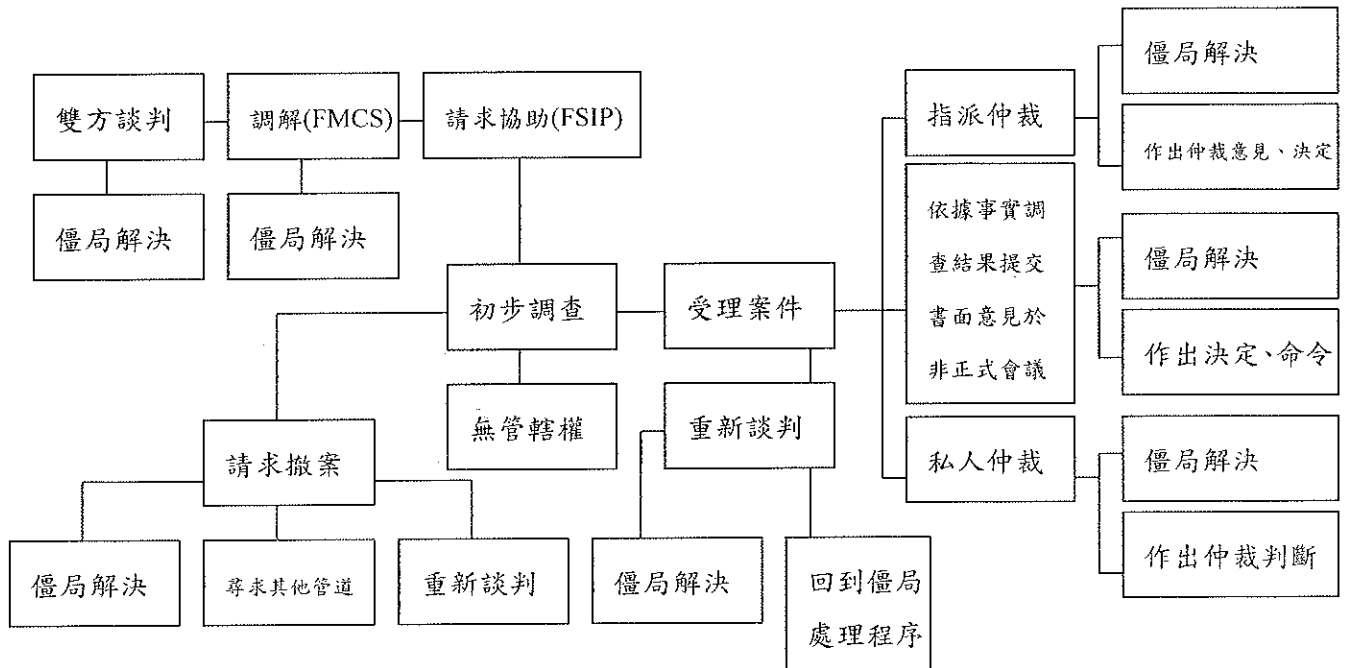 雙方談判
調解(FMCS)
請求協助(FSIP)
僵局解決
僵局解決
初步調查
受理案件
無管轄權
重新談判
請求撤案
僵局解決
尋求其他管道
重新談判
僵局解決
回到僵局
處理程序
指派仲裁
僵局解決
作出仲裁意見、決定
依據事實調
查結果提交
書面意見於
非正式會議
僵局解決
作出決定、命令
私人仲裁
僵局解決
作出仲裁判斷